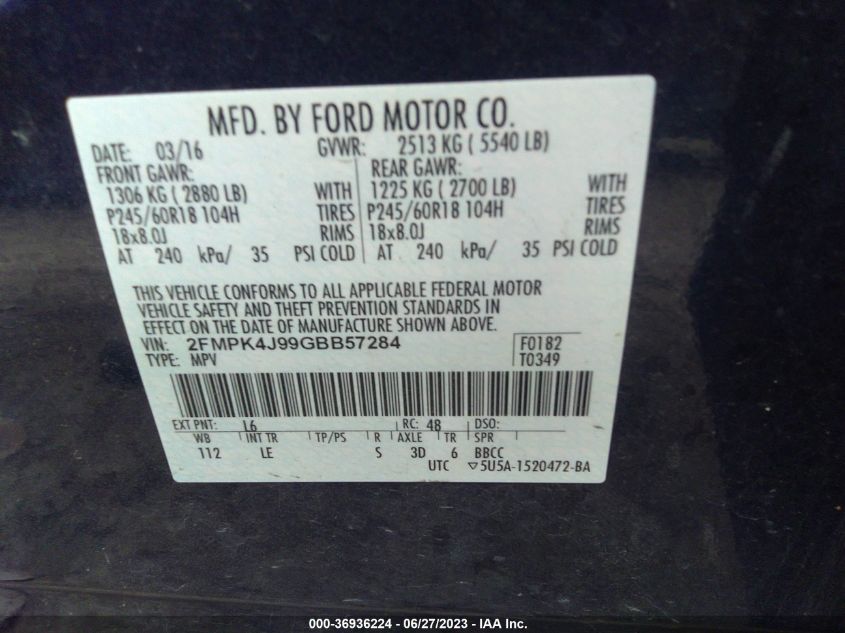 MFD. BY FORD MOTOR CO.
DATE: 03/16 GVWR: 2513 KG ( 5540 LB)
FRONT GAWR: REAR GAWR:
1306 KG ( 2880 LB) WITH 1225 KG ( 2700 LB) WITH
P245/60R18 104H TIRES P245/60R18 104H TIRES
18x8.0J RIMS 18x8.0J RIMS
AT 240 kPa/ 35 PSI COLD AT 240 kPa/ 35 PSI COLD
THIS VEHICLE CONFORMS TO ALL APPLICABLE FEDERAL MOTOR
VEHICLE SAFETY AND THEFT PREVENTION STANDARDS IN
EFFECT ON THE DATE OF MANUFACTURE SHOWN ABOVE.
VIN: 2FMPK4J99GBB57284 F0182
TYPE: MPV T0349
EXT PNT: L6 RC: 48 DSO:
WB INT TR TP/PS R AXLE TR SPR
112 LE S 3D 6 BBCC
UTC ▽5U5A-1520472-BA
000-36936224 - 06/27/2023 - IAA Inc.